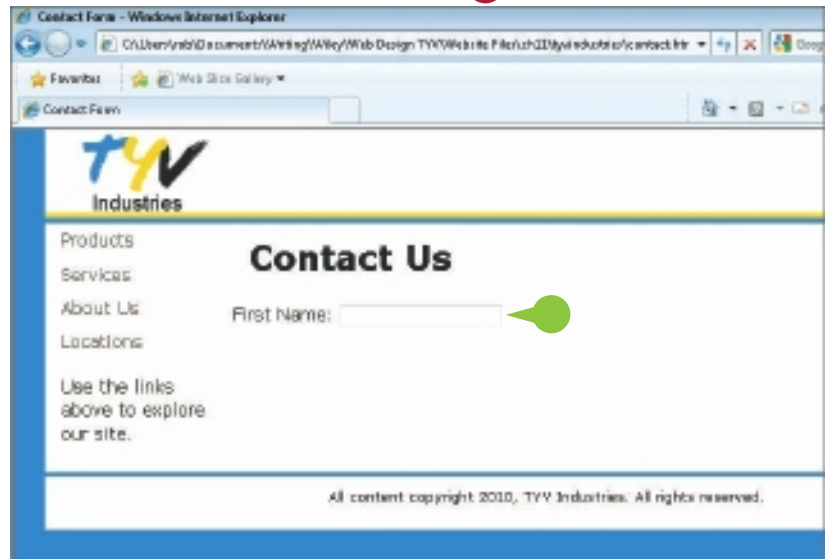 Contact Form - Windows Internet Explorer
Favorites Web Slice Gallery
Contact Form
TYV
Industries
Products
Services
About Us
Locations
Use the links
above to explore
our site.
Contact Us
First Name:
All content copyright 2010, TYV Industries. All rights reserved.